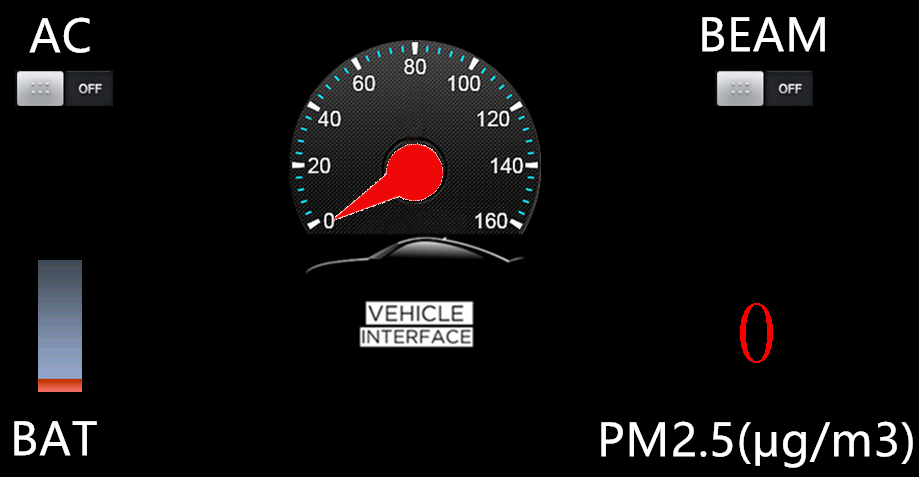 AC
BEAM
OFF
OFF
0
20
40
60
80
100
120
140
160
VEHICLE
INTERFACE
0
BAT
PM2.5(μg/m3)